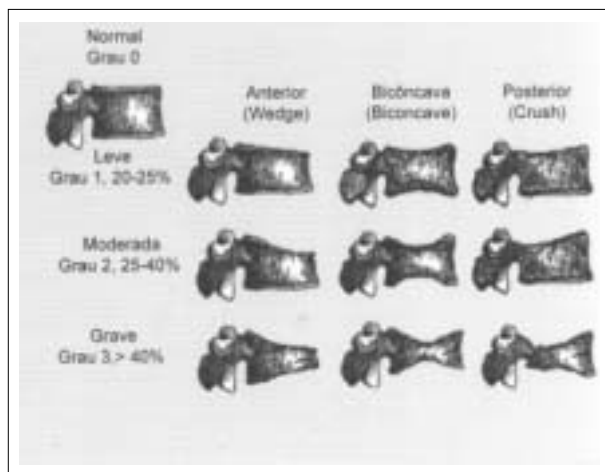 Normal
Grau 0
Anterior
(Wedge)
Bicôncava
(Biconcave)
Posterior
(Crush)
Leve
Grau 1, 20-25%
Moderada
Grau 2, 25-40%
Grave
Grau 3,> 40%